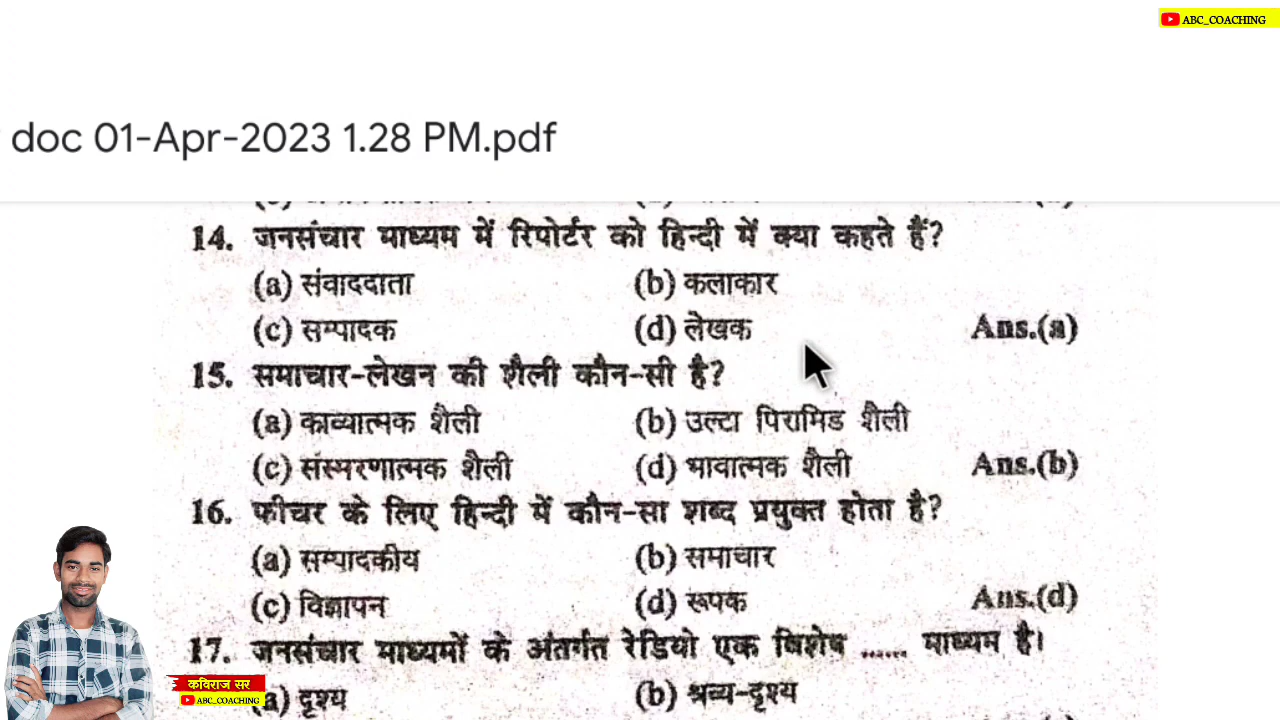 ABC_COACHING
doc 01-Apr-2023 1.28 PM.pdf
14. जनसंचार माध्यम में रिपोर्टर को हिन्दी में क्या कहते हैं?
(a) संवाददाता (b) कलाकार
(c) सम्पादक (d) लेखक Ans.(a)
15. समाचार-लेखन की शैली कौन-सी है?
(a) काव्यात्मक शैली (b) उल्टा पिरामिड शैली
(c) संस्मरणात्मक शैली (d) भावात्मक शैली Ans.(b)
16. फीचर के लिए हिन्दी में कौन-सा शब्द प्रयुक्त होता है?
(a) सम्पादकीय (b) समाचार
(c) विज्ञापन (d) रूपक Ans.(d)
17. जनसंचार माध्यमों के अंतर्गत रेडियो एक विशेष ...... माध्यम है।
(a) दृश्य (b) श्रव्य-दृश्य
कविराज सर
ABC_COACHING